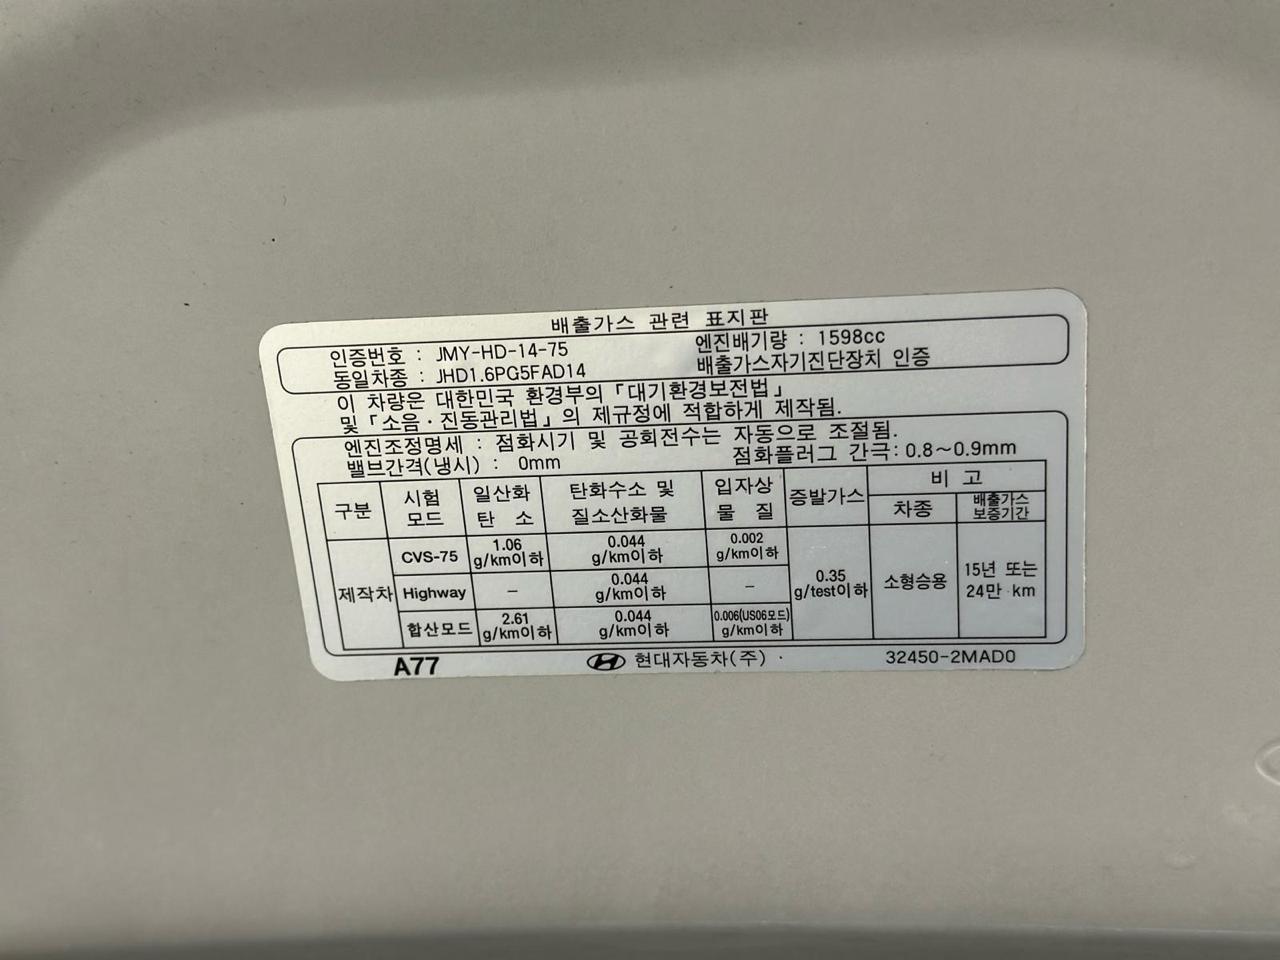 배출가스 관련 표지판
인증번호 : JMY-HD-14-75 엔진배기량 : 1598cc
동일차종 : JHD1.6PG5FAD14 배출가스자기진단장치 인증
이 차량은 대한민국 환경부의 「대기환경보전법」
및 「소음·진동관리법」의 제규정에 적합하게 제작됨.
엔진조정명세 : 점화시기 및 공회전수는 자동으로 조절됨.
밸브간격(냉시) : 0mm 점화플러그 간극: 0.8~0.9mm
구분 시험 모드 일산화 탄 소 탄화수소 및 질소산화물 입자상 물 질 증발가스 비 고
차종 배출가스 보증기간
제작차 CVS-75 1.06 g/km이하 0.044 g/km이하 0.002 g/km이하 0.35 g/test이하 소형승용 15년 또는 24만 km
Highway – 0.044 g/km이하 –
합산모드 2.61 g/km이하 0.044 g/km이하 0.006(US06모드) g/km이하
A77 현대자동차(주) · 32450-2MAD0